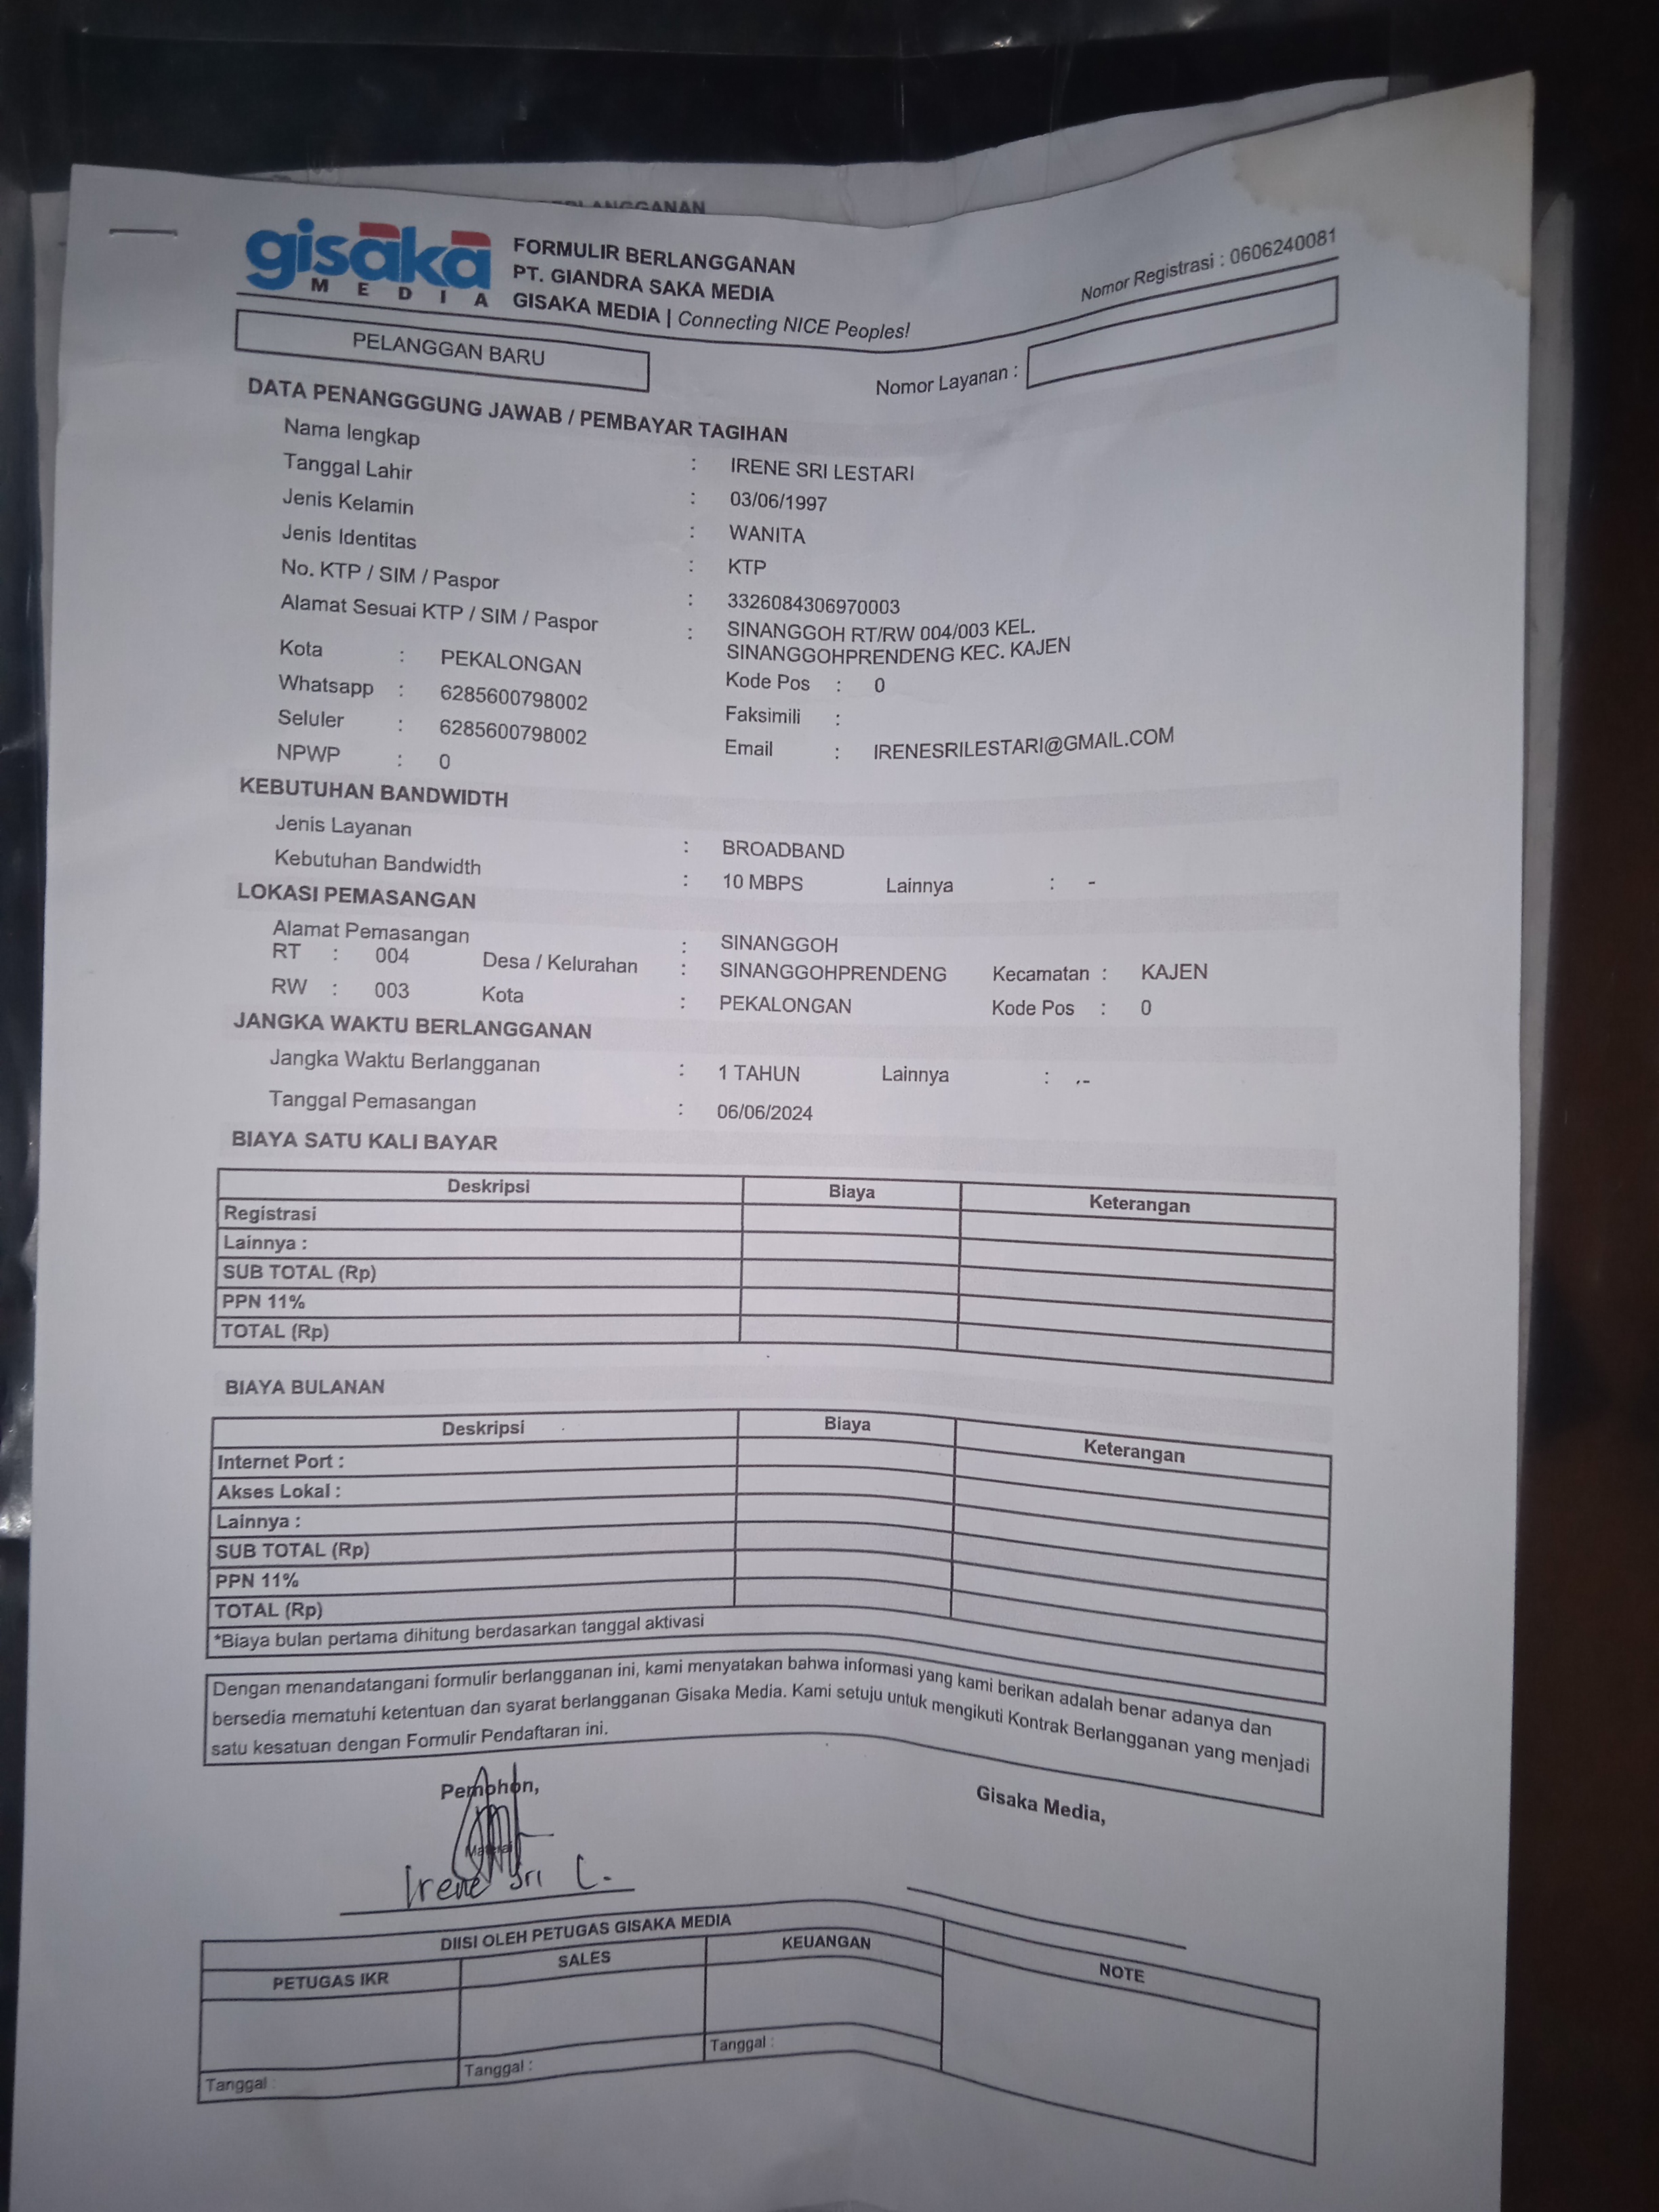 BERLANGGANAN
gisaka
MEDIA
FORMULIR BERLANGGANAN
PT. GIANDRA SAKA MEDIA
GISAKA MEDIA | Connecting NICE Peoples!
Nomor Registrasi : 0606240081
PELANGGAN BARU
Nomor Layanan :
DATA PENANGGGUNG JAWAB / PEMBAYAR TAGIHAN
Nama lengkap : IRENE SRI LESTARI
Tanggal Lahir : 03/06/1997
Jenis Kelamin : WANITA
Jenis Identitas : KTP
No. KTP / SIM / Paspor : 3326084306970003
Alamat Sesuai KTP / SIM / Paspor : SINANGGOH RT/RW 004/003 KEL.
SINANGGOHPRENDENG KEC. KAJEN
Kota : PEKALONGAN Kode Pos : 0
Whatsapp : 6285600798002 Faksimili :
Seluler : 6285600798002 Email : IRENESRILESTARI@GMAIL.COM
NPWP : 0
KEBUTUHAN BANDWIDTH
Jenis Layanan : BROADBAND
Kebutuhan Bandwidth : 10 MBPS Lainnya : -
LOKASI PEMASANGAN
Alamat Pemasangan : SINANGGOH
RT : 004 Desa / Kelurahan : SINANGGOHPRENDENG Kecamatan : KAJEN
RW : 003 Kota : PEKALONGAN Kode Pos : 0
JANGKA WAKTU BERLANGGANAN
Jangka Waktu Berlangganan : 1 TAHUN Lainnya : -
Tanggal Pemasangan : 06/06/2024
BIAYA SATU KALI BAYAR
Deskripsi Biaya Keterangan
Registrasi
Lainnya :
SUB TOTAL (Rp)
PPN 11%
TOTAL (Rp)
BIAYA BULANAN
Deskripsi Biaya Keterangan
Internet Port :
Akses Lokal :
Lainnya :
SUB TOTAL (Rp)
PPN 11%
TOTAL (Rp)
*Biaya bulan pertama dihitung berdasarkan tanggal aktivasi
Dengan menandatangani formulir berlangganan ini, kami menyatakan bahwa informasi yang kami berikan adalah benar adanya dan
bersedia mematuhi ketentuan dan syarat berlangganan Gisaka Media. Kami setuju untuk mengikuti Kontrak Berlangganan yang menjadi
satu kesatuan dengan Formulir Pendaftaran ini.
Pemohon, Gisaka Media,
Materai
Irene Sri L.
DIISI OLEH PETUGAS GISAKA MEDIA
PETUGAS IKR SALES KEUANGAN NOTE
Tanggal : Tanggal : Tanggal :